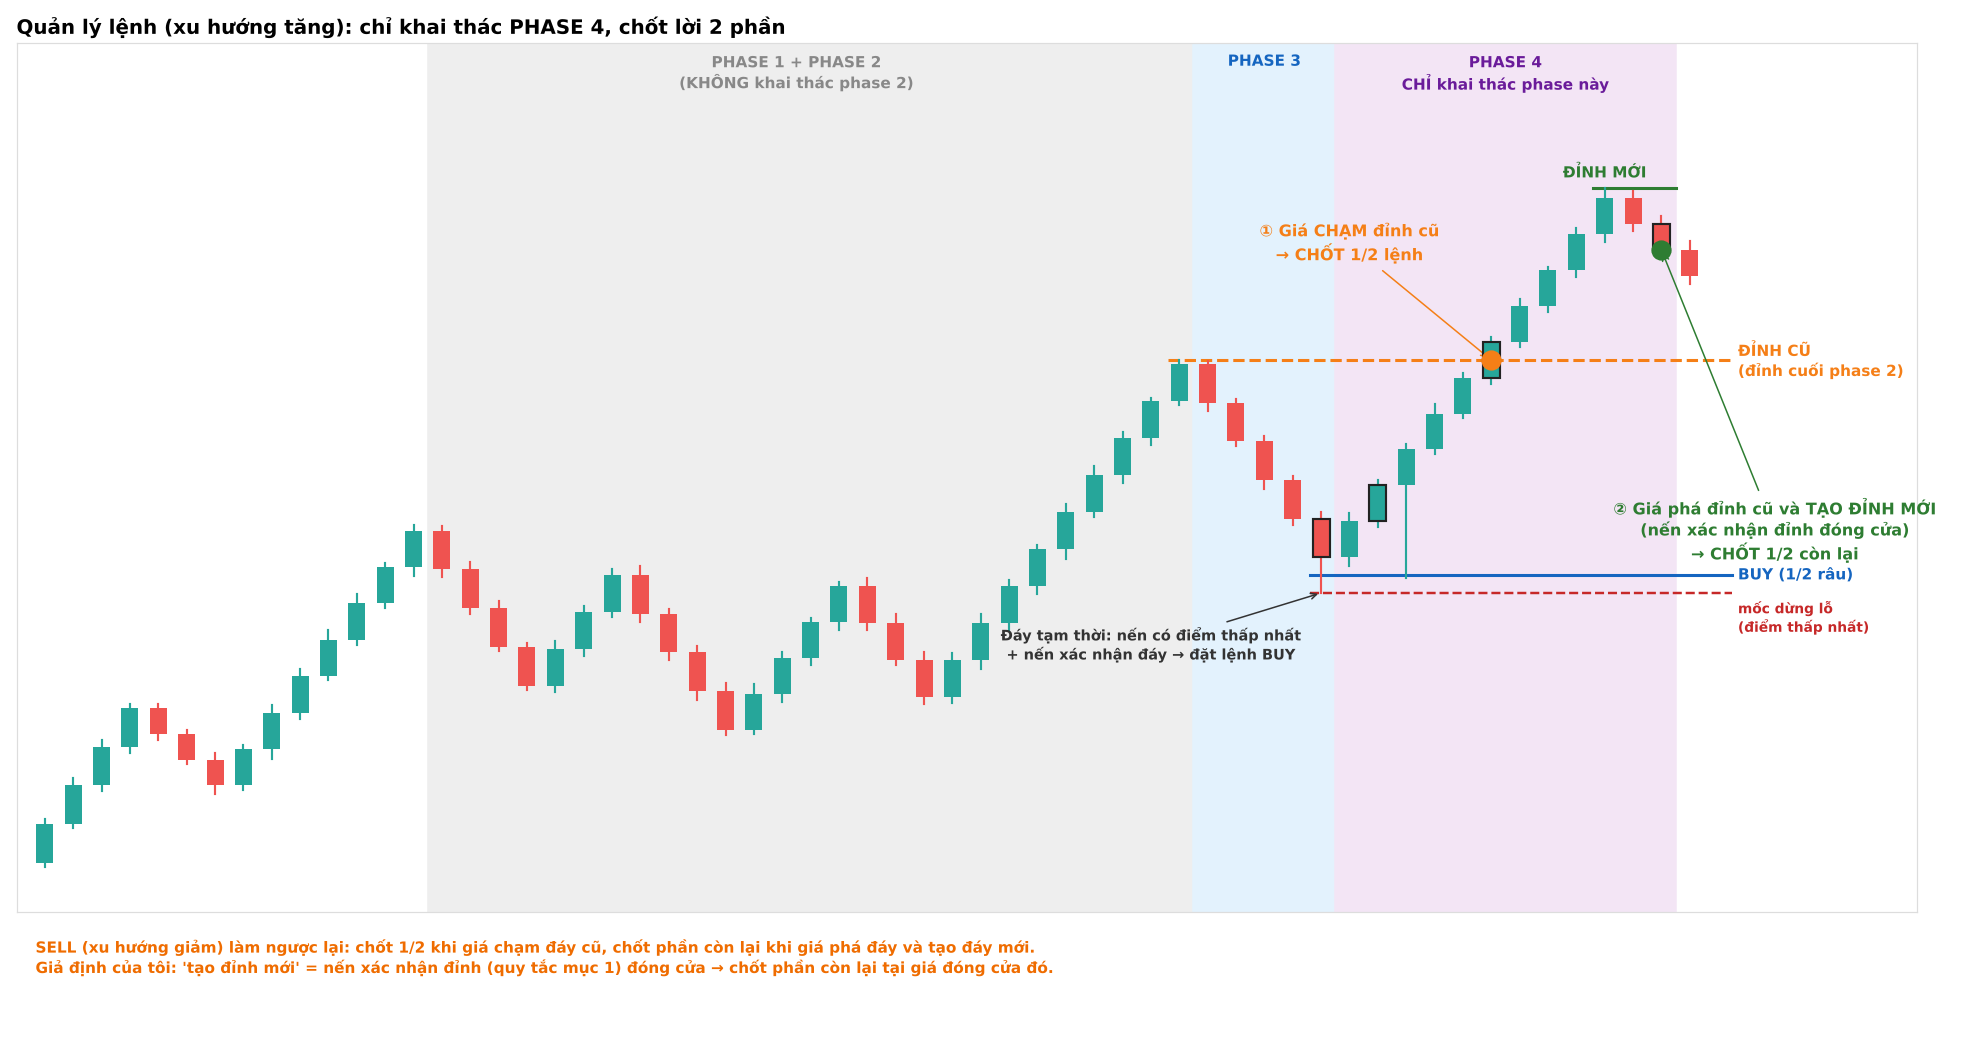 Quản lý lệnh (xu hướng tăng): chỉ khai thác PHASE 4, chốt lời 2 phần
PHASE 1 + PHASE 2
(KHÔNG khai thác phase 2)
PHASE 3
PHASE 4
CHỈ khai thác phase này
ĐỈNH MỚI
① Giá CHẠM đỉnh cũ
→ CHỐT 1/2 lệnh
ĐỈNH CŨ
(đỉnh cuối phase 2)
② Giá phá đỉnh cũ và TẠO ĐỈNH MỚI
(nến xác nhận đỉnh đóng cửa)
→ CHỐT 1/2 còn lại
BUY (1/2 râu)
mốc dừng lỗ
(điểm thấp nhất)
Đáy tạm thời: nến có điểm thấp nhất
+ nến xác nhận đáy → đặt lệnh BUY
SELL (xu hướng giảm) làm ngược lại: chốt 1/2 khi giá chạm đáy cũ, chốt phần còn lại khi giá phá đáy và tạo đáy mới.
Giả định của tôi: 'tạo đỉnh mới' = nến xác nhận đỉnh (quy tắc mục 1) đóng cửa → chốt phần còn lại tại giá đóng cửa đó.